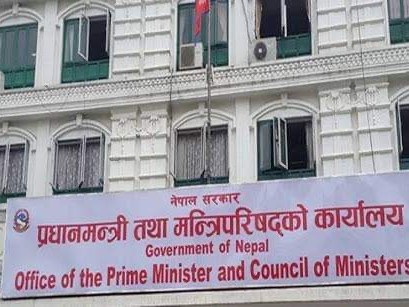 नेपाल सरकार
प्रधानमन्त्री तथा मन्त्रिपरिषद्को कार्यालय
Government of Nepal
Office of the Prime Minister and Council of Ministers